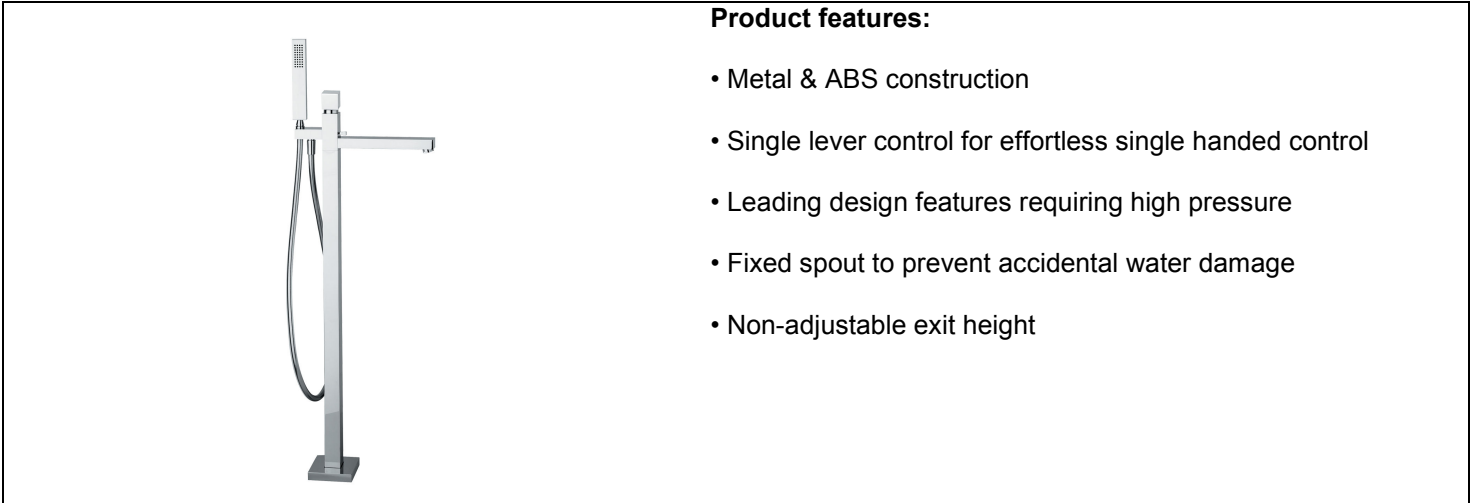 Product features:
• Metal & ABS construction
• Single lever control for effortless single handed control
• Leading design features requiring high pressure
• Fixed spout to prevent accidental water damage
• Non-adjustable exit height